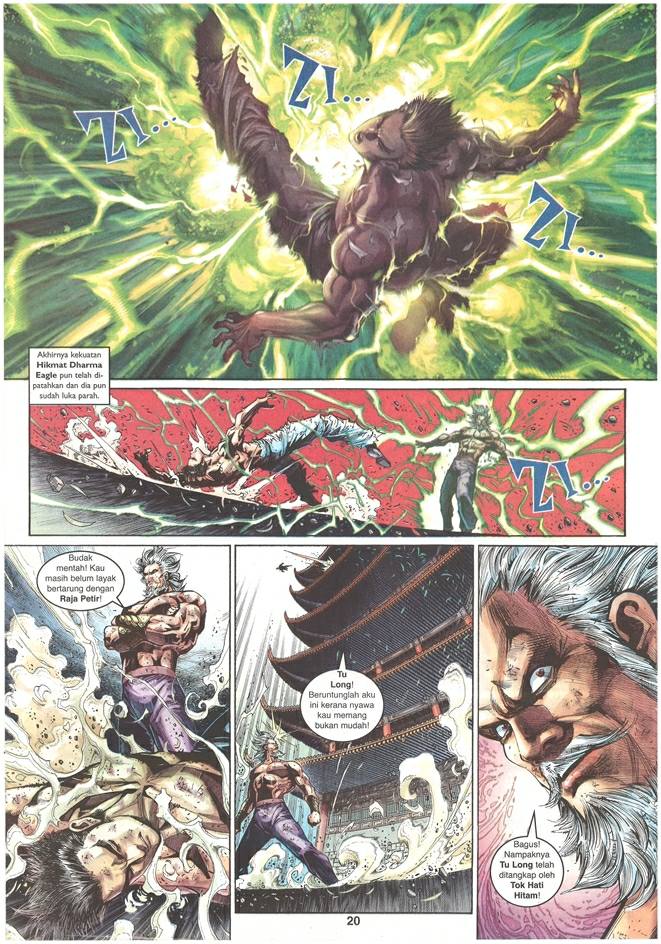 ZI...
ZI...
ZI...
Akhirnya kekuatan
Hikmat Dharma
Eagle pun telah di-
patahkan dan dia pun
sudah luka parah.
ZI...
Budak
mentah! Kau
masih belum layak
bertarung dengan
Raja Petir!
Tu
Long!
Beruntunglah aku
ini kerana nyawa
kau memang
bukan mudah!
Bagus!
Nampaknya
Tu Long telah
ditangkap oleh
Tok Hati
Hitam!
20